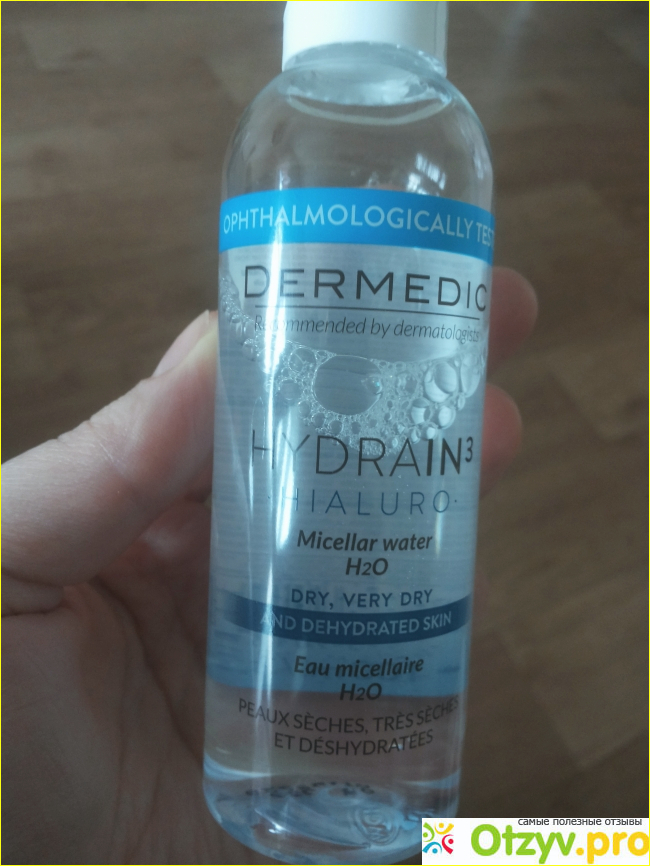 OPHTHALMOLOGICALLY TEST
DERMEDIC
Recommended by dermatologists
HYDRAIN³
·HIALURO·
Micellar water
H2O
DRY, VERY DRY
AND DEHYDRATED SKIN
Eau micellaire
H2O
PEAUX SÈCHES, TRÈS SÈCHES
ET DÉSHYDRATÉES
самые полезные отзывы
Otzyv.pro